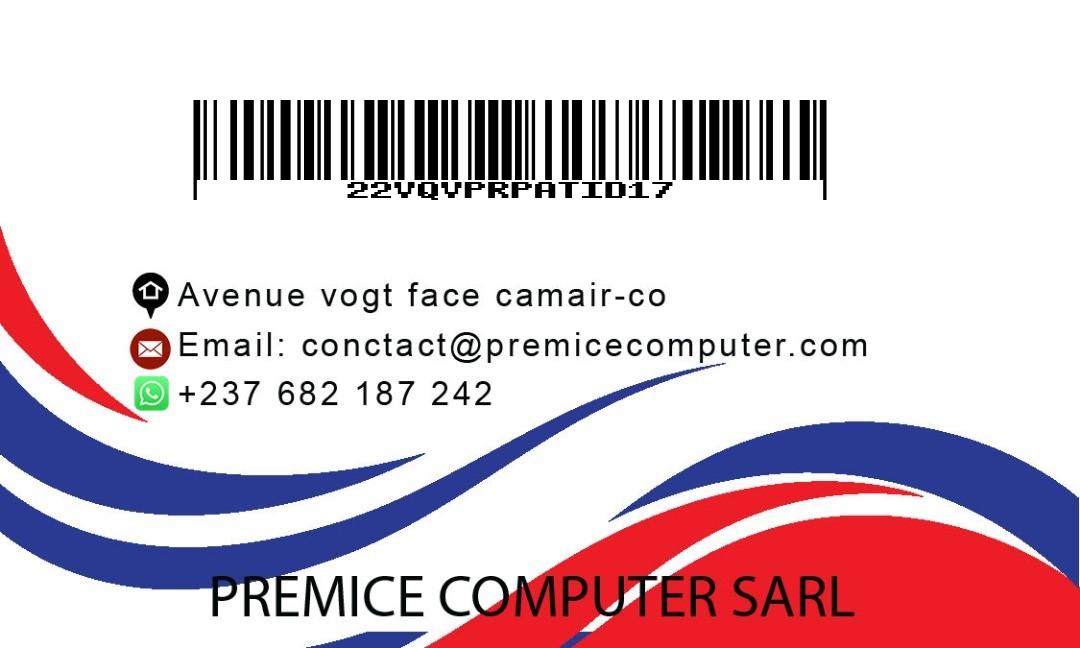 22VQVPRPATID17
Avenue vogt face camair-co
Email: conctact@premicecomputer.com
+237 682 187 242
PREMICE COMPUTER SARL